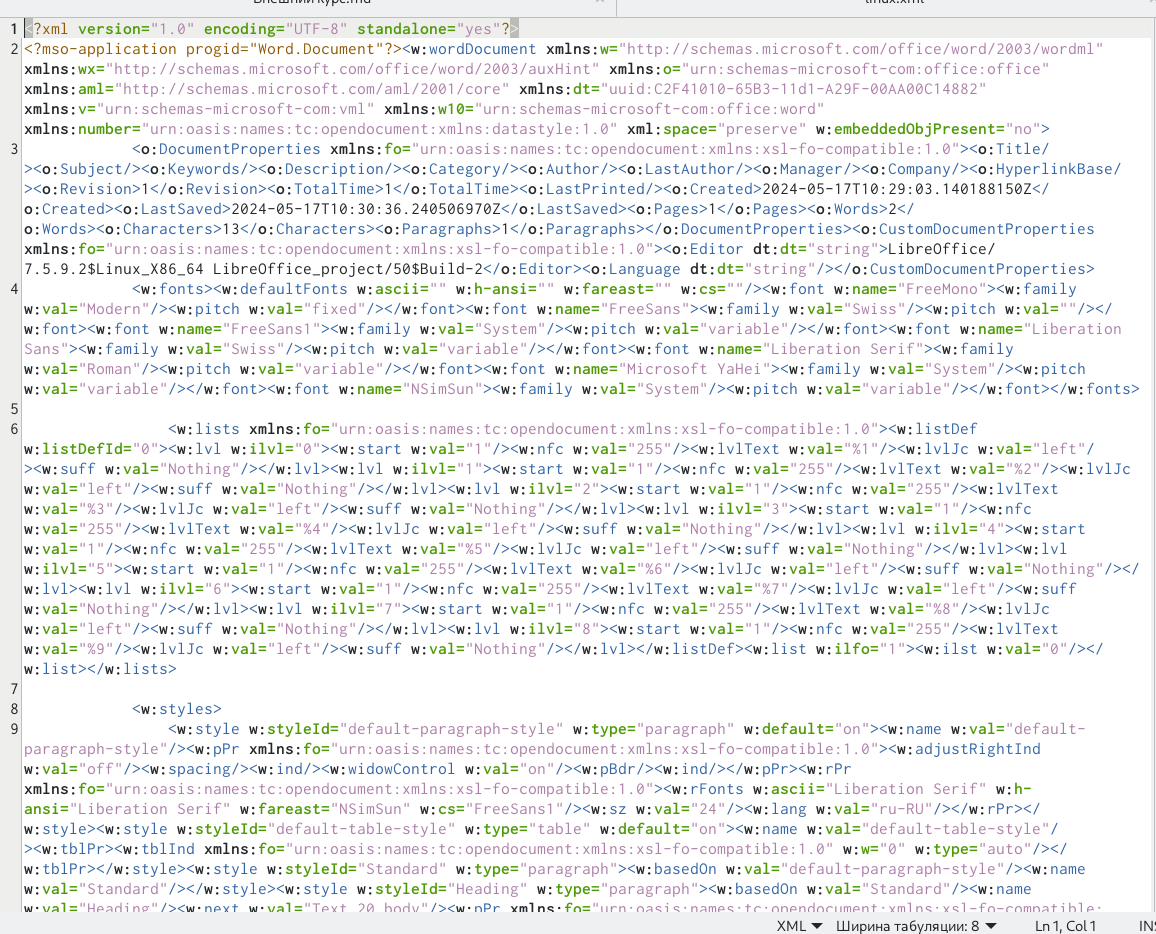 Внешний курс.md
linux.xml
1 <?xml version="1.0" encoding="UTF-8" standalone="yes"?>
2 <?mso-application progid="Word.Document"?><w:wordDocument xmlns:w="http://schemas.microsoft.com/office/word/2003/wordml"
xmlns:wx="http://schemas.microsoft.com/office/word/2003/auxHint" xmlns:o="urn:schemas-microsoft-com:office:office"
xmlns:aml="http://schemas.microsoft.com/aml/2001/core" xmlns:dt="uuid:C2F41010-65B3-11d1-A29F-00AA00C14882"
xmlns:v="urn:schemas-microsoft-com:vml" xmlns:w10="urn:schemas-microsoft-com:office:word"
xmlns:number="urn:oasis:names:tc:opendocument:xmlns:datastyle:1.0" xml:space="preserve" w:embeddedObjPresent="no">
3 <o:DocumentProperties xmlns:fo="urn:oasis:names:tc:opendocument:xmlns:xsl-fo-compatible:1.0"><o:Title/
><o:Subject/><o:Keywords/><o:Description/><o:Category/><o:Author/><o:LastAuthor/><o:Manager/><o:Company/><o:HyperlinkBase/
><o:Revision>1</o:Revision><o:TotalTime>1</o:TotalTime><o:LastPrinted/><o:Created>2024-05-17T10:29:03.140188150Z</
o:Created><o:LastSaved>2024-05-17T10:30:36.240506970Z</o:LastSaved><o:Pages>1</o:Pages><o:Words>2</
o:Words><o:Characters>13</o:Characters><o:Paragraphs>1</o:Paragraphs></o:DocumentProperties><o:CustomDocumentProperties
xmlns:fo="urn:oasis:names:tc:opendocument:xmlns:xsl-fo-compatible:1.0"><o:Editor dt:dt="string">LibreOffice/
7.5.9.2$Linux_X86_64 LibreOffice_project/50$Build-2</o:Editor><o:Language dt:dt="string"/></o:CustomDocumentProperties>
4 <w:fonts><w:defaultFonts w:ascii="" w:h-ansi="" w:fareast="" w:cs=""/><w:font w:name="FreeMono"><w:family
w:val="Modern"/><w:pitch w:val="fixed"/></w:font><w:font w:name="FreeSans"><w:family w:val="Swiss"/><w:pitch w:val=""/></
w:font><w:font w:name="FreeSans1"><w:family w:val="System"/><w:pitch w:val="variable"/></w:font><w:font w:name="Liberation
Sans"><w:family w:val="Swiss"/><w:pitch w:val="variable"/></w:font><w:font w:name="Liberation Serif"><w:family
w:val="Roman"/><w:pitch w:val="variable"/></w:font><w:font w:name="Microsoft YaHei"><w:family w:val="System"/><w:pitch
w:val="variable"/></w:font><w:font w:name="NSimSun"><w:family w:val="System"/><w:pitch w:val="variable"/></w:font></w:fonts>
5
6 <w:lists xmlns:fo="urn:oasis:names:tc:opendocument:xmlns:xsl-fo-compatible:1.0"><w:listDef
w:listDefId="0"><w:lvl w:ilvl="0"><w:start w:val="1"/><w:nfc w:val="255"/><w:lvlText w:val="%1"/><w:lvlJc w:val="left"/
><w:suff w:val="Nothing"/></w:lvl><w:lvl w:ilvl="1"><w:start w:val="1"/><w:nfc w:val="255"/><w:lvlText w:val="%2"/><w:lvlJc
w:val="left"/><w:suff w:val="Nothing"/></w:lvl><w:lvl w:ilvl="2"><w:start w:val="1"/><w:nfc w:val="255"/><w:lvlText
w:val="%3"/><w:lvlJc w:val="left"/><w:suff w:val="Nothing"/></w:lvl><w:lvl w:ilvl="3"><w:start w:val="1"/><w:nfc
w:val="255"/><w:lvlText w:val="%4"/><w:lvlJc w:val="left"/><w:suff w:val="Nothing"/></w:lvl><w:lvl w:ilvl="4"><w:start
w:val="1"/><w:nfc w:val="255"/><w:lvlText w:val="%5"/><w:lvlJc w:val="left"/><w:suff w:val="Nothing"/></w:lvl><w:lvl
w:ilvl="5"><w:start w:val="1"/><w:nfc w:val="255"/><w:lvlText w:val="%6"/><w:lvlJc w:val="left"/><w:suff w:val="Nothing"/></
w:lvl><w:lvl w:ilvl="6"><w:start w:val="1"/><w:nfc w:val="255"/><w:lvlText w:val="%7"/><w:lvlJc w:val="left"/><w:suff
w:val="Nothing"/></w:lvl><w:lvl w:ilvl="7"><w:start w:val="1"/><w:nfc w:val="255"/><w:lvlText w:val="%8"/><w:lvlJc
w:val="left"/><w:suff w:val="Nothing"/></w:lvl><w:lvl w:ilvl="8"><w:start w:val="1"/><w:nfc w:val="255"/><w:lvlText
w:val="%9"/><w:lvlJc w:val="left"/><w:suff w:val="Nothing"/></w:lvl></w:listDef><w:list w:ilfo="1"><w:ilst w:val="0"/></
w:list></w:lists>
7
8 <w:styles>
9 <w:style w:styleId="default-paragraph-style" w:type="paragraph" w:default="on"><w:name w:val="default-
paragraph-style"/><w:pPr xmlns:fo="urn:oasis:names:tc:opendocument:xmlns:xsl-fo-compatible:1.0"><w:adjustRightInd
w:val="off"/><w:spacing/><w:ind/><w:widowControl w:val="on"/><w:pBdr/><w:ind/></w:pPr><w:rPr
xmlns:fo="urn:oasis:names:tc:opendocument:xmlns:xsl-fo-compatible:1.0"><w:rFonts w:ascii="Liberation Serif" w:h-
ansi="Liberation Serif" w:fareast="NSimSun" w:cs="FreeSans1"/><w:sz w:val="24"/><w:lang w:val="ru-RU"/></w:rPr></
w:style><w:style w:styleId="default-table-style" w:type="table" w:default="on"><w:name w:val="default-table-style"/
><w:tblPr><w:tblInd xmlns:fo="urn:oasis:names:tc:opendocument:xmlns:xsl-fo-compatible:1.0" w:w="0" w:type="auto"/></
w:tblPr></w:style><w:style w:styleId="Standard" w:type="paragraph"><w:basedOn w:val="default-paragraph-style"/><w:name
w:val="Standard"/></w:style><w:style w:styleId="Heading" w:type="paragraph"><w:basedOn w:val="Standard"/><w:name
w:val="Heading"/><w:next w:val="Text_20_body"/><w:pPr xmlns:fo="urn:oasis:names:tc:opendocument:xmlns:xsl-fo-compatible:
XML Ширина табуляции: 8 Ln 1, Col 1 INS